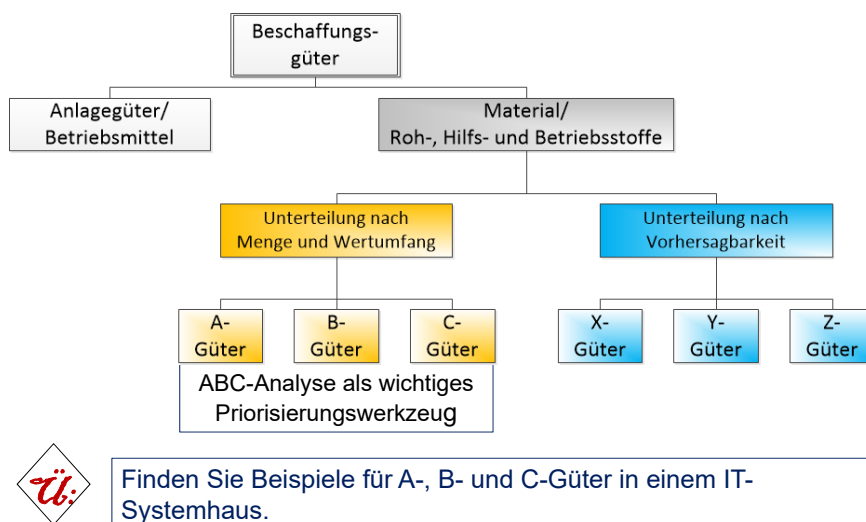 Beschaffungs-
güter
Anlagegüter/
Betriebsmittel
Material/
Roh-, Hilfs- und Betriebsstoffe
Unterteilung nach
Menge und Wertumfang
Unterteilung nach
Vorhersagbarkeit
A-
Güter
B-
Güter
C-
Güter
X-
Güter
Y-
Güter
Z-
Güter
ABC-Analyse als wichtiges
Priorisierungswerkzeug
Ü:
Finden Sie Beispiele für A-, B- und C-Güter in einem IT-
Systemhaus.